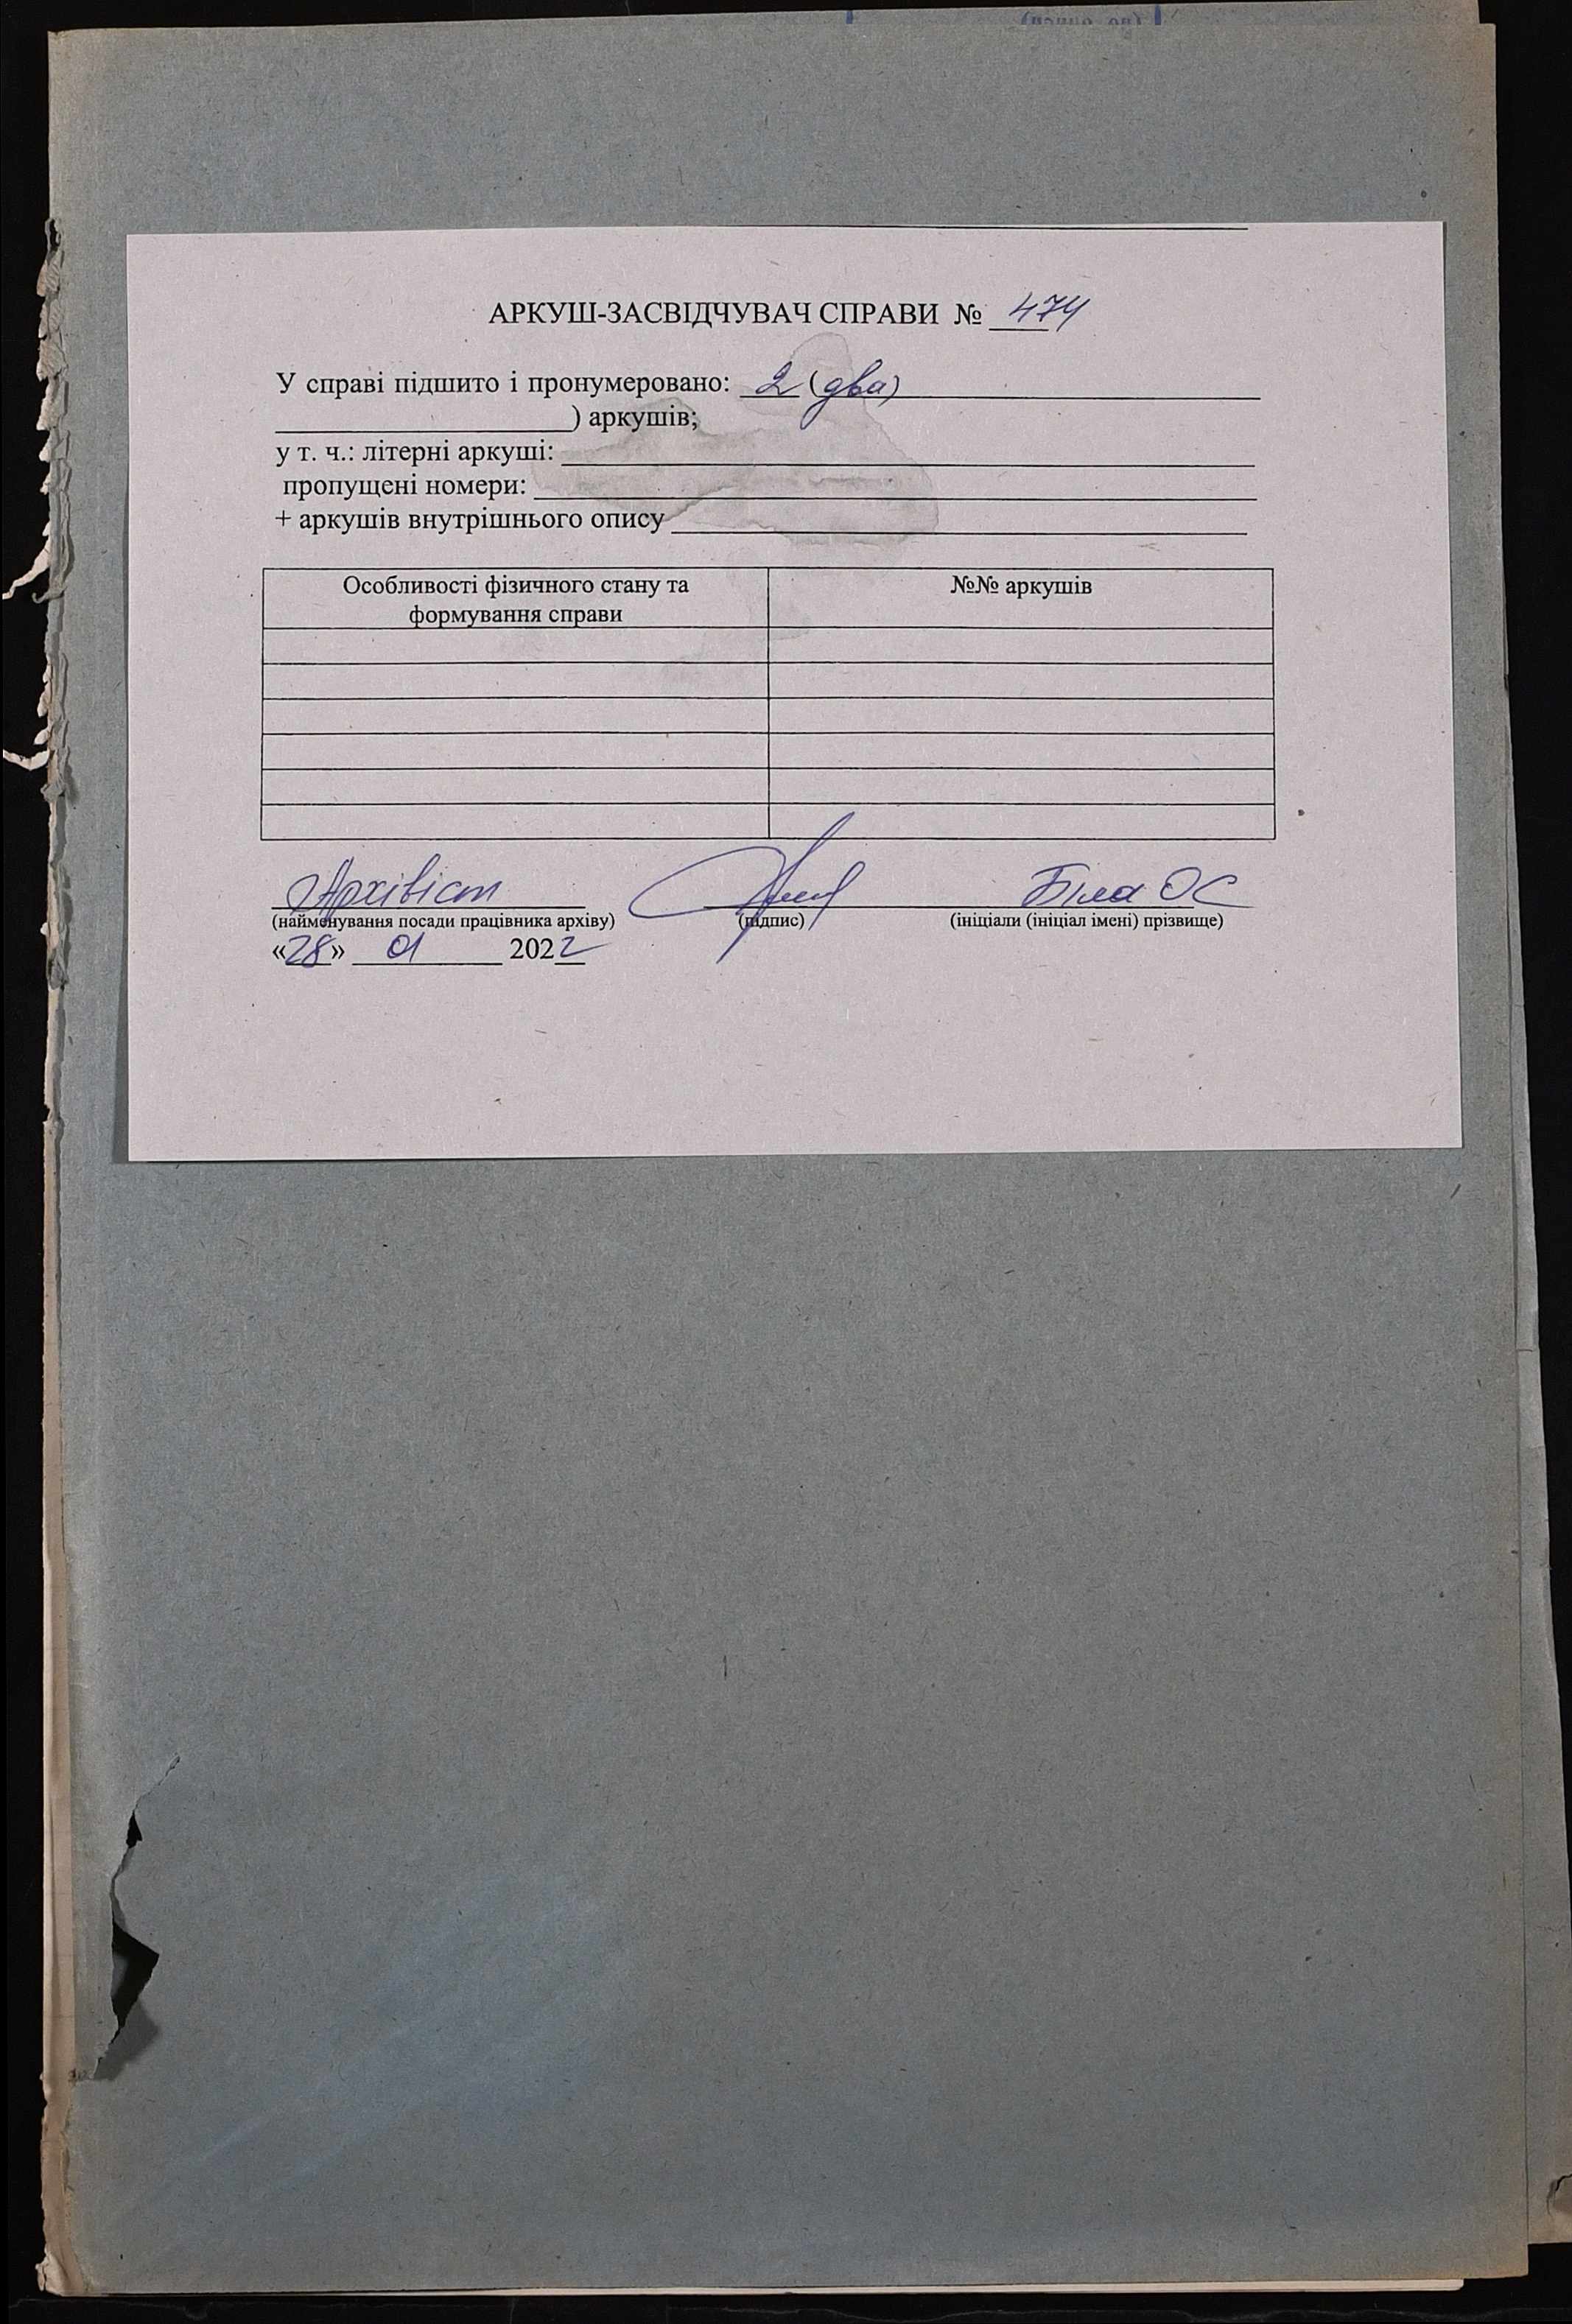 АРКУШ-ЗАСВІДЧУВАЧ СПРАВИ № 474
У справі підшито і пронумеровано: 2 (два)
) аркушів;
у т. ч.: літерні аркуші:
пропущені номери:
+ аркушів внутрішнього опису
Особливості фізичного стану та формування справи №№ аркушів
Архівіст Біла ОС
(найменування посади працівника архіву) (підпис) (ініціали (ініціал імені) прізвище)
«28» 01 2022